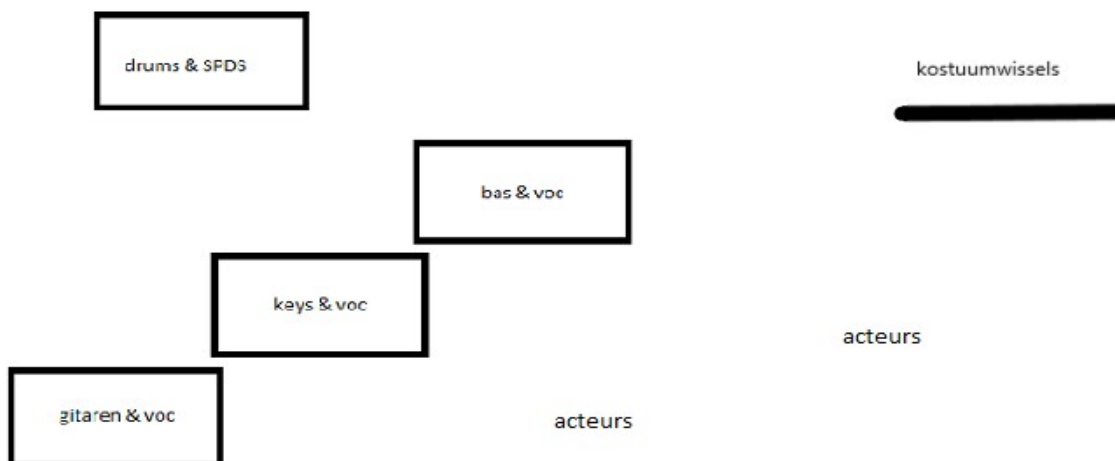 drums & SPDS
kostuumwissels
bas & voc
keys & voc
acteurs
gitaren & voc
acteurs